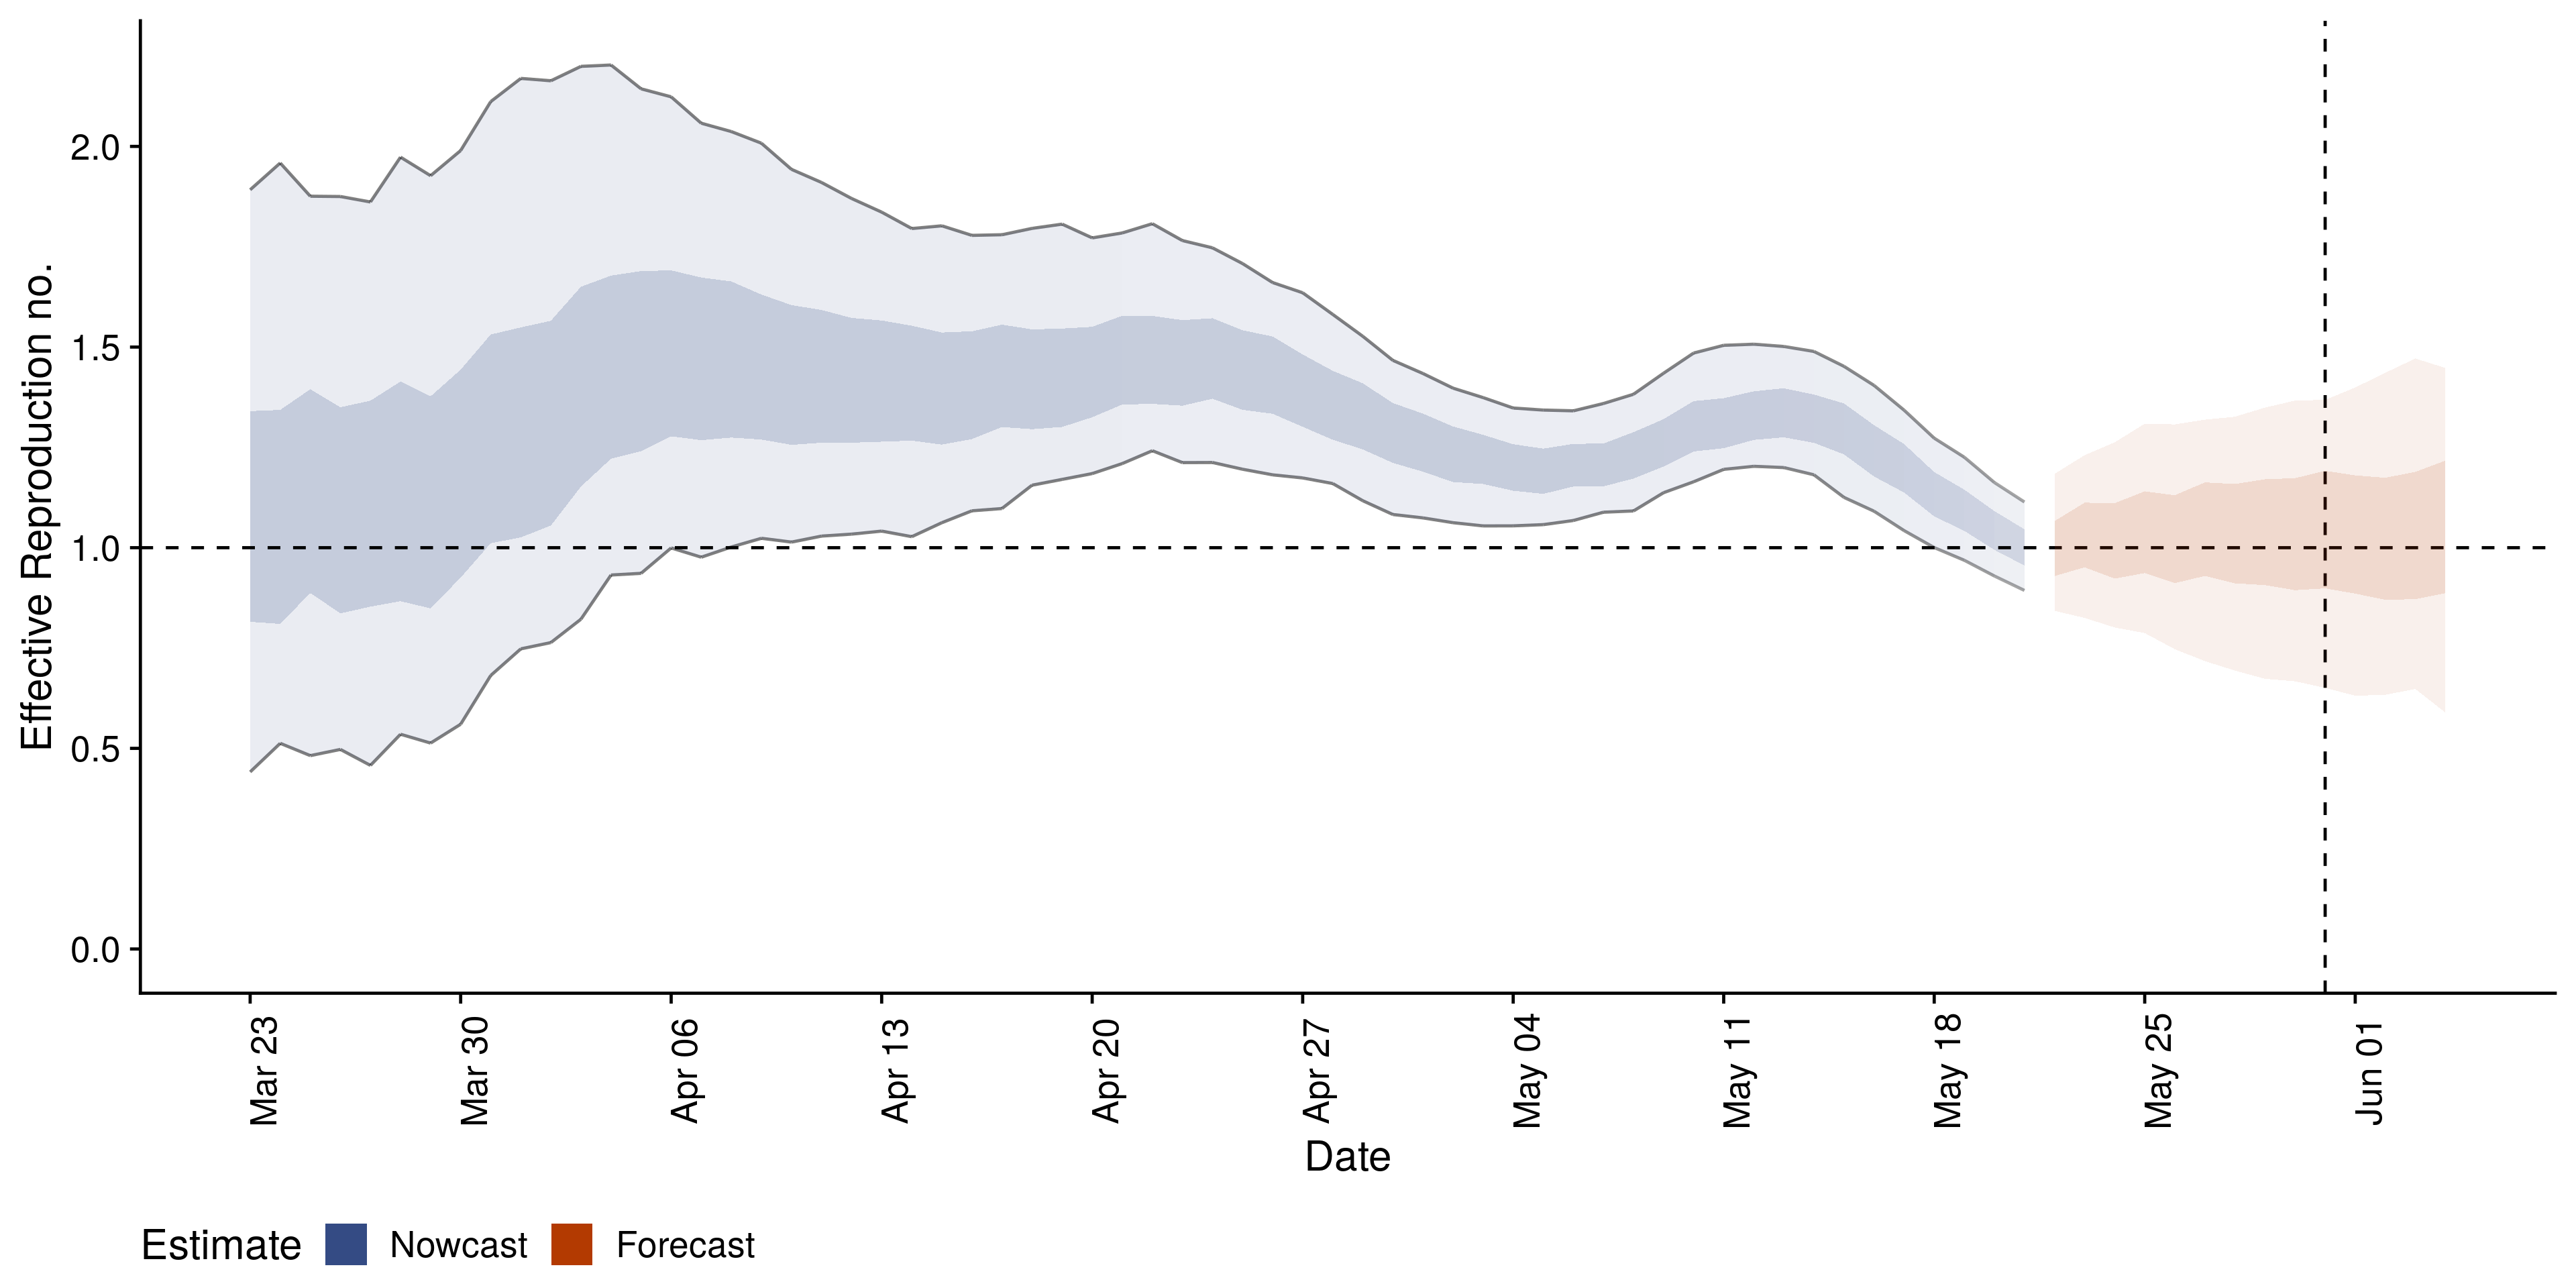 Effective Reproduction no.
2.0
1.5
1.0
0.5
0.0
Mar 23
Mar 30
Apr 06
Apr 13
Apr 20
Apr 27
May 04
May 11
May 18
May 25
Jun 01
Date
Estimate Nowcast Forecast